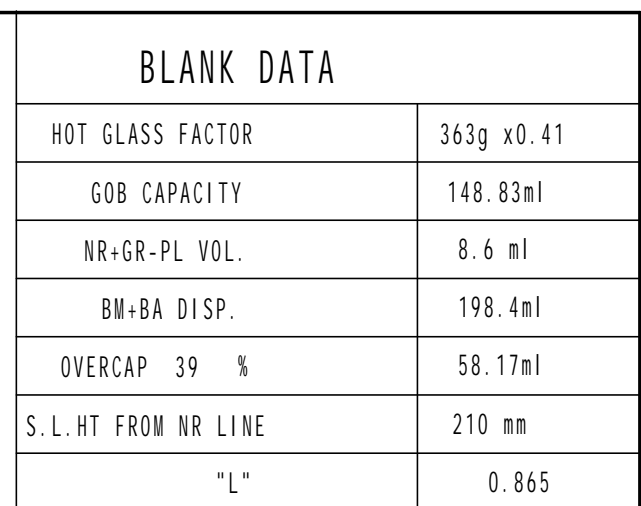 BLANK DATA
HOT GLASS FACTOR 363g x0.41
GOB CAPACITY 148.83ml
NR+GR-PL VOL. 8.6 ml
BM+BA DISP. 198.4ml
OVERCAP 39 % 58.17ml
S.L.HT FROM NR LINE 210 mm
"L" 0.865